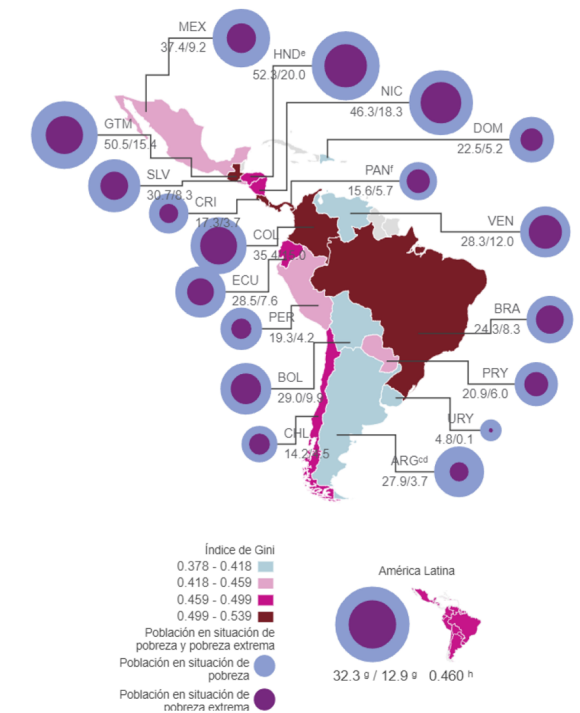 MEX
37.4/9.2
HNDᵉ
52.3/20.0
NIC
46.3/18.3
GTM
50.5/15.4
DOM
22.5/5.2
SLV
30.7/8.3
PANᶠ
15.6/5.7
CRI
17.3/3.7
VEN
28.3/12.0
COL
ECU
28.5/7.6
PER
19.3/4.2
BRA
24.3/8.3
BOL
29.0/9.9
PRY
20.9/6.0
CHL
URY
4.8/0.1
ARGᶜᵈ
27.9/3.7
Índice de Gini
0.378 - 0.418
0.418 - 0.459
0.459 - 0.499
0.499 - 0.539
Población en situación de
pobreza y pobreza extrema
Población en situación de
pobreza
Población en situación de
pobreza extrema
América Latina
32.3 ᵍ / 12.9 ᵍ 0.460 ʰ